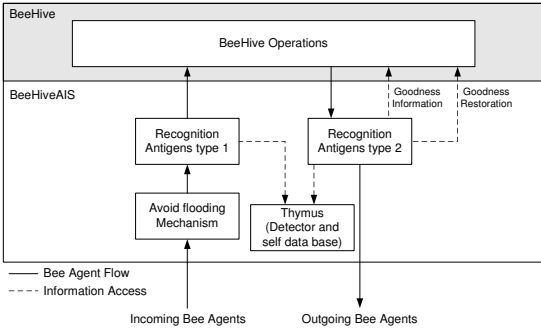 BeeHive
BeeHive Operations
BeeHiveAIS
Goodness
Information
Goodness
Restoration
Recognition
Antigens type 1
Recognition
Antigens type 2
Avoid flooding
Mechanism
Thymus
(Detector and
self data base)
Bee Agent Flow
Information Access
Incoming Bee Agents
Outgoing Bee Agents